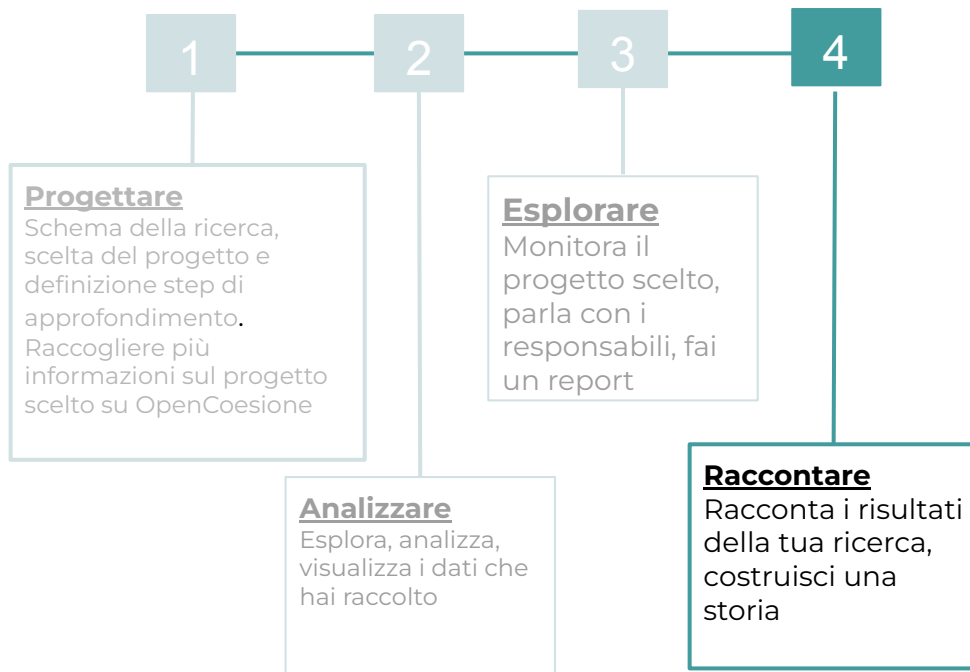 1
2
3
4
Progettare
Schema della ricerca,
scelta del progetto e
definizione step di
approfondimento.
Raccogliere più
informazioni sul progetto
scelto su OpenCoesione
Analizzare
Esplora, analizza,
visualizza i dati che
hai raccolto
Esplorare
Monitora il
progetto scelto,
parla con i
responsabili, fai
un report
Raccontare
Racconta i risultati
della tua ricerca,
costruisci una
storia